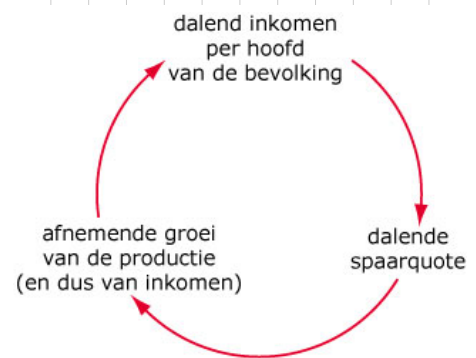 dalend inkomen
per hoofd
van de bevolking
dalende
spaarquote
afnemende groei
van de productie
(en dus van inkomen)